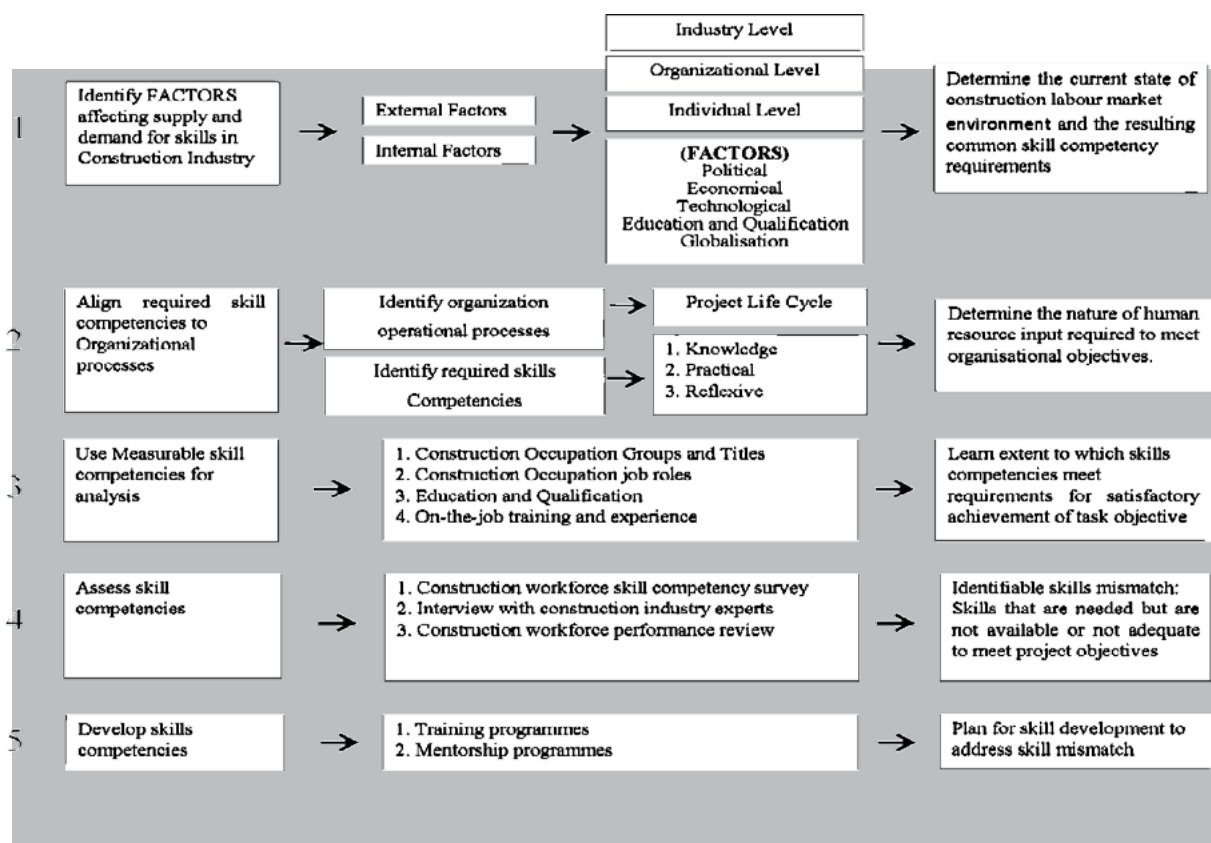 1
Identify FACTORS
affecting supply and
demand for skills in
Construction Industry
External Factors
Internal Factors
Industry Level
Organizational Level
Individual Level
(FACTORS)
Political
Economical
Technological
Education and Qualification
Globalisation
Determine the current state of
construction labour market
environment and the resulting
common skill competency
requirements
2
Align required skill
competencies to
Organizational
processes
Identify organization
operational processes
Identify required skills
Competencies
Project Life Cycle
1. Knowledge
2. Practical
3. Reflexive
Determine the nature of human
resource input required to meet
organisational objectives.
3
Use Measurable skill
competencies for
analysis
1. Construction Occupation Groups and Titles
2. Construction Occupation job roles
3. Education and Qualification
4. On-the-job training and experience
Learn extent to which skills
competencies meet
requirements for satisfactory
achievement of task objective
4
Assess skill
competencies
1. Construction workforce skill competency survey
2. Interview with construction industry experts
3. Construction workforce performance review
Identifiable skills mismatch:
Skills that are needed but are
not available or not adequate
to meet project objectives
5
Develop skills
competencies
1. Training programmes
2. Mentorship programmes
Plan for skill development to
address skill mismatch